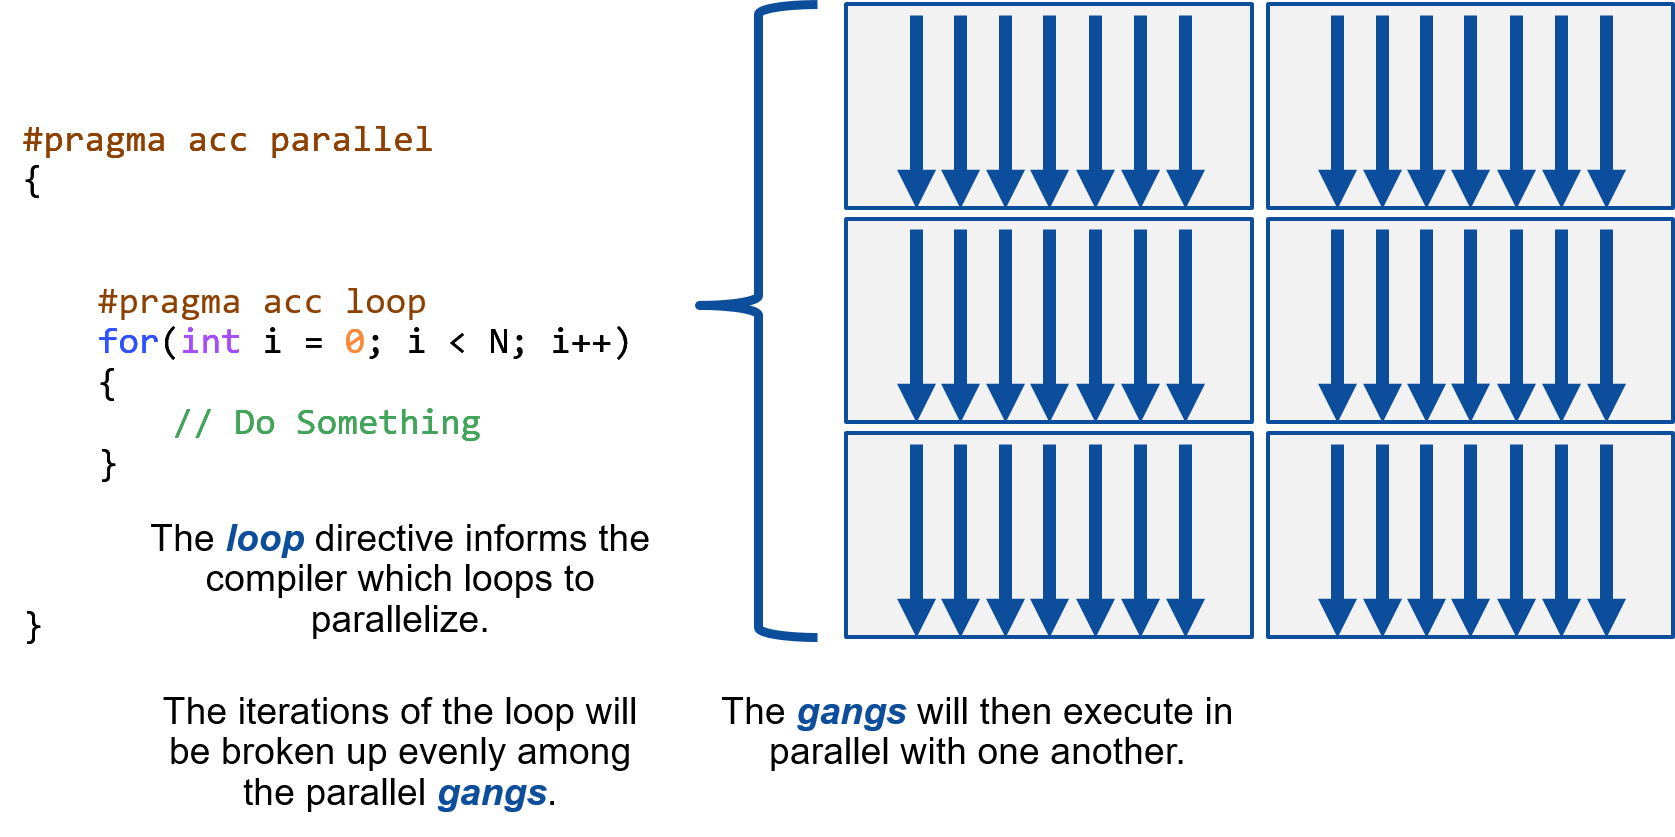 #pragma acc parallel
{
#pragma acc loop
for(int i = 0; i < N; i++)
{
// Do Something
}
The loop directive informs the
compiler which loops to
parallelize.
}
The iterations of the loop will
be broken up evenly among
the parallel gangs.
The gangs will then execute in
parallel with one another.